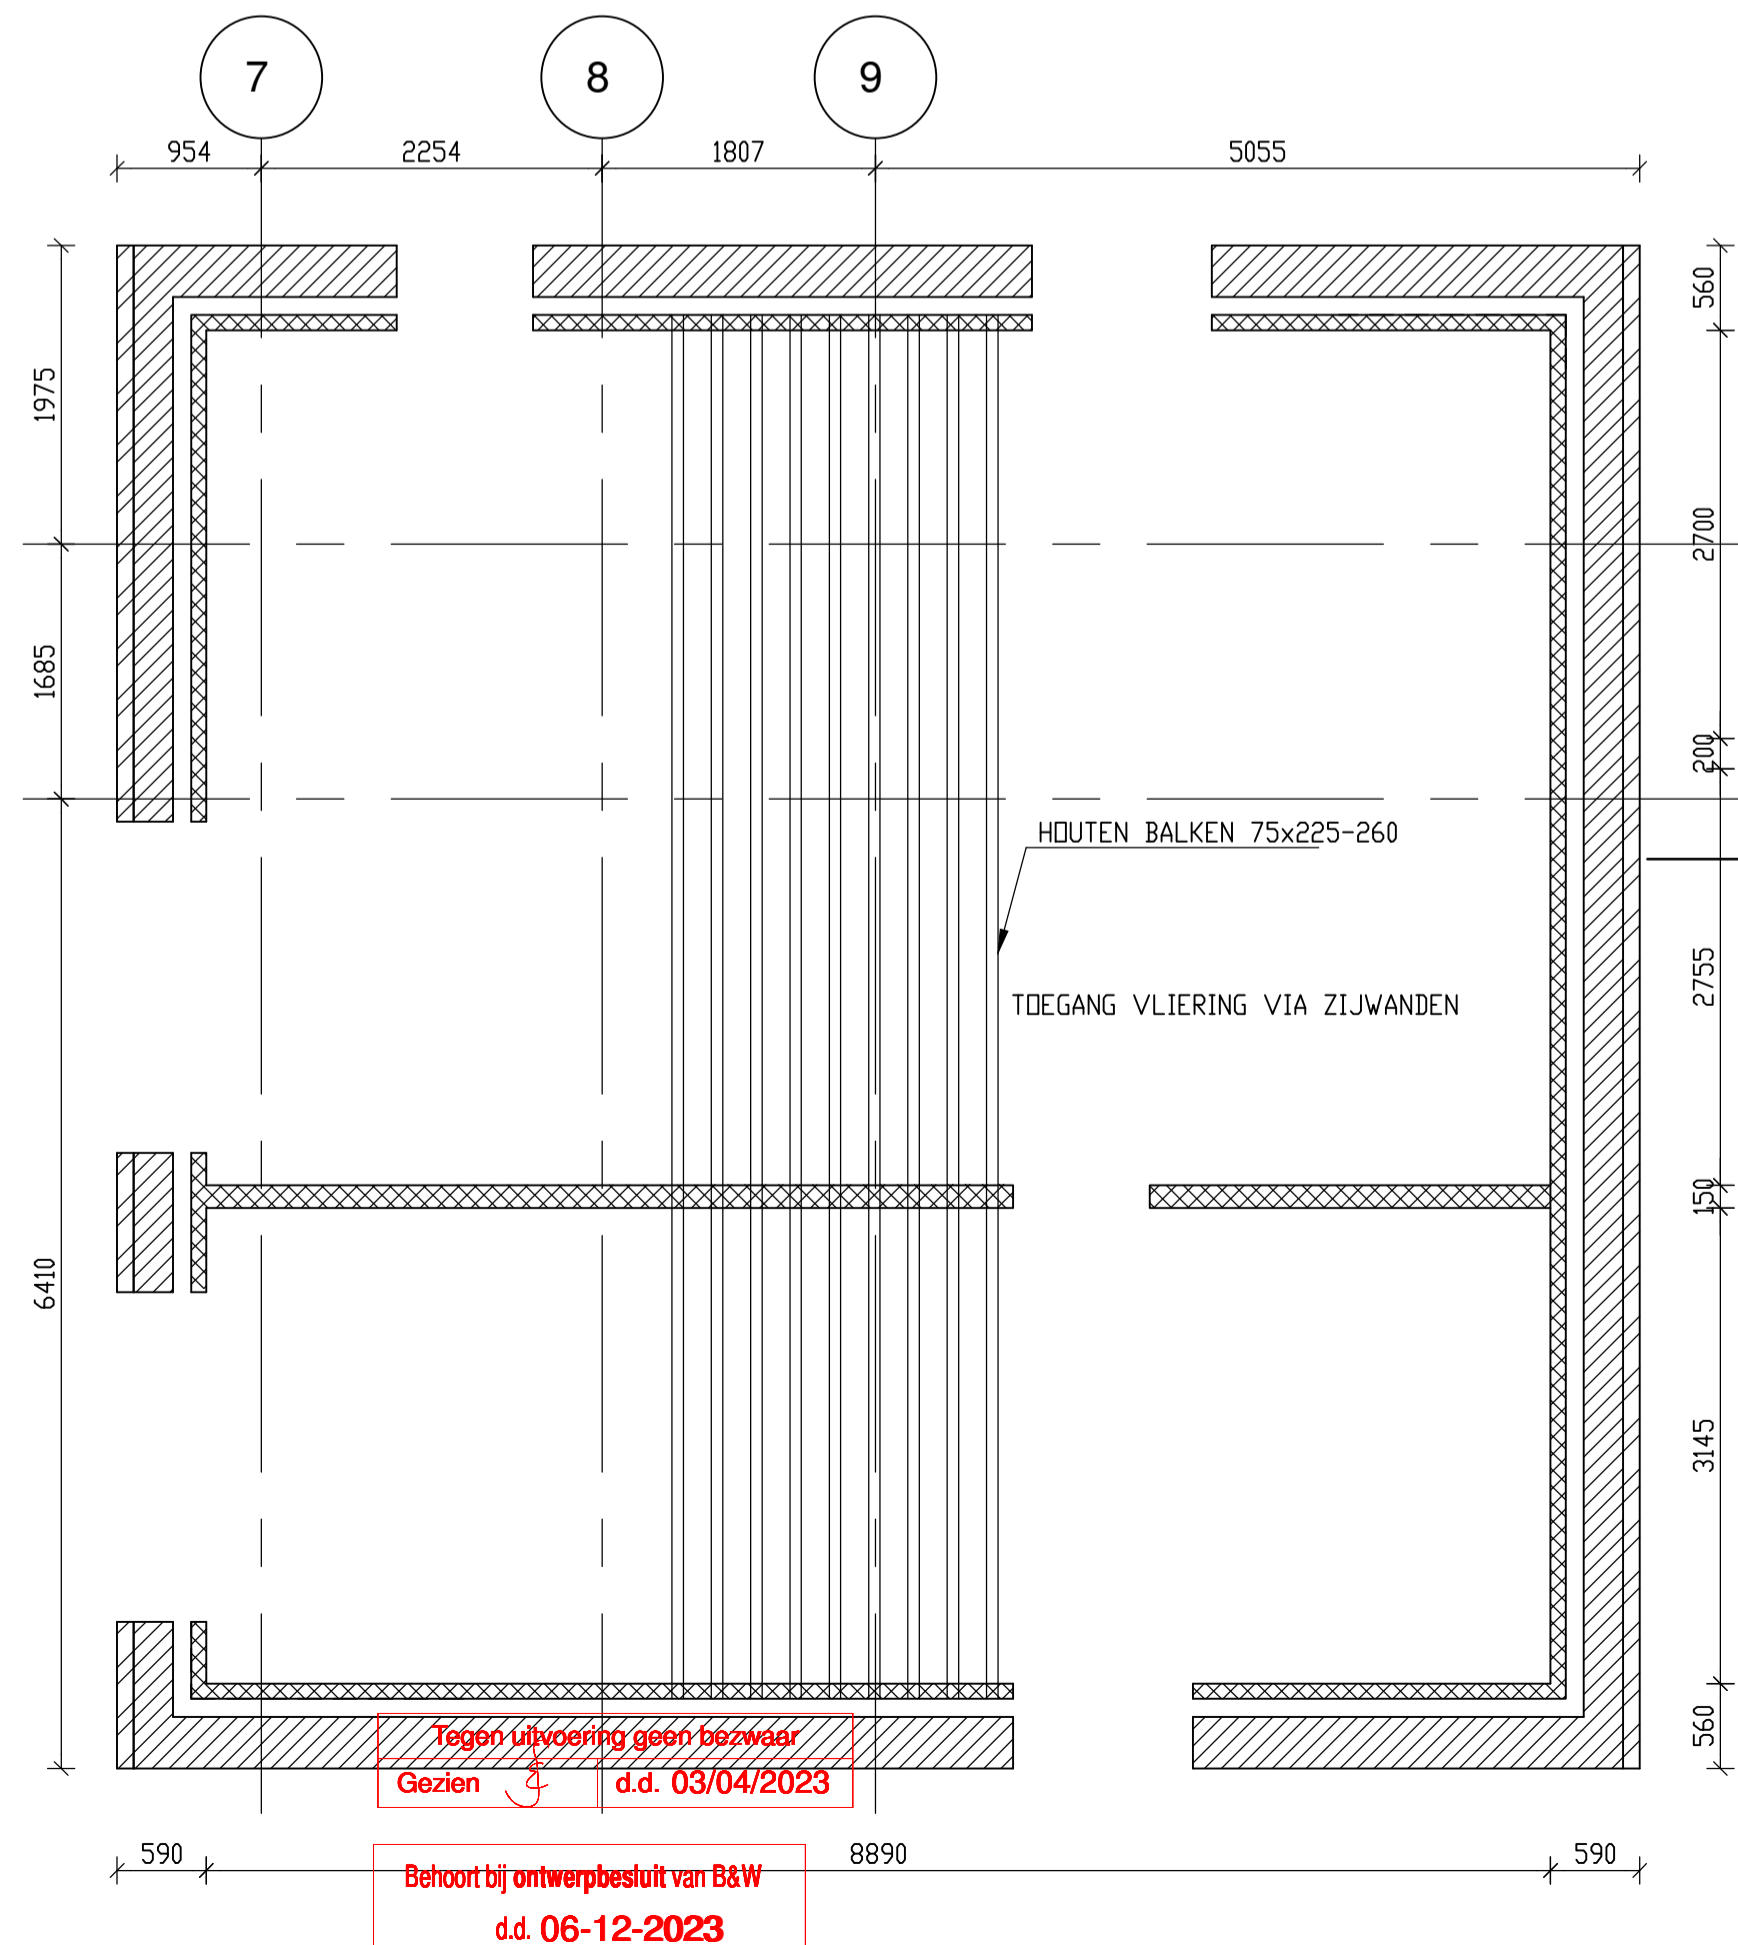 7 8 9
954 2254 1807 5055
560
1975
2700
1685
200
HOUTEN BALKEN 75x225-260
2755
TOEGANG VLIERING VIA ZIJWANDEN
150
6410
3145
560
Tegen uitvoering geen bezwaar
Gezien d.d. 03/04/2023
590 8890 590
Behoort bij ontwerpbesluit van B&W
d.d. 06-12-2023